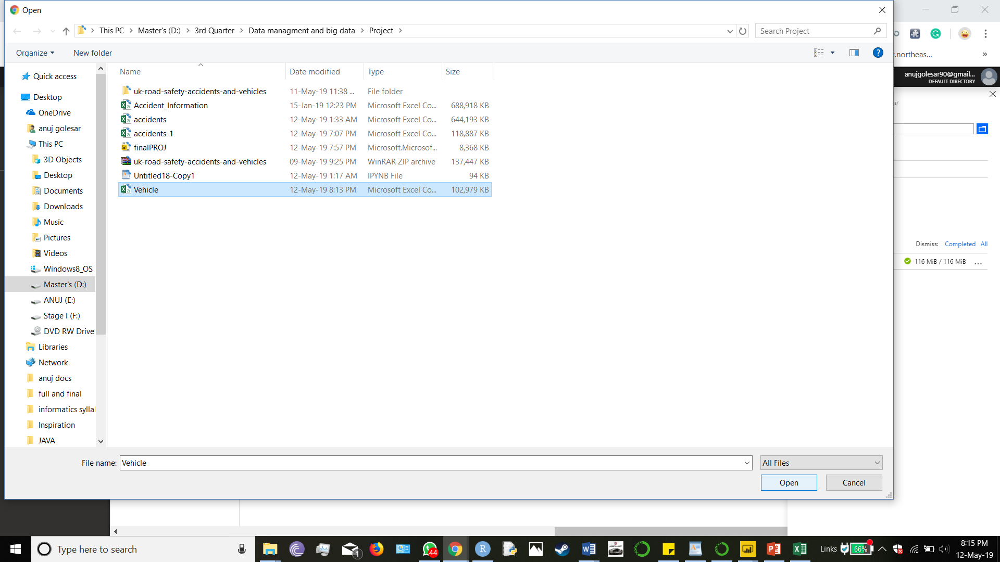 Open
This PC > Master's (D:) > 3rd Quarter > Data managment and big data > Project >
Search Project
Organize
New folder
.northeas...
»
anujgolesar90@gmail...
DEFAULT DIRECTORY
Name
Date modified
Type
Size
uk-road-safety-accidents-and-vehicles 11-May-19 11:38 ... File folder
Accident_Information 15-Jan-19 12:23 PM Microsoft Excel Co... 688,918 KB
accidents 12-May-19 1:33 AM Microsoft Excel Co... 644,193 KB
accidents-1 12-May-19 7:07 PM Microsoft Excel Co... 118,887 KB
finalPROJ 12-May-19 7:57 PM Microsoft.Microsof... 8,368 KB
uk-road-safety-accidents-and-vehicles 09-May-19 9:25 PM WinRAR ZIP archive 137,447 KB
Untitled18-Copy1 12-May-19 1:17 AM IPYNB File 94 KB
Vehicle 12-May-19 8:13 PM Microsoft Excel Co... 102,979 KB
Quick access
Desktop
OneDrive
anuj golesar
This PC
3D Objects
Desktop
Documents
Downloads
Music
Pictures
Videos
Windows8_OS
Master's (D:)
ANUJ (E:)
Stage I (F:)
DVD RW Drive
Libraries
Network
anuj docs
full and final
informatics sylla
Inspiration
JAVA
es/
Dismiss: Completed All
116 MiB / 116 MiB ...
File name: Vehicle
All Files
Open
Cancel
Type here to search
1
44
Links
66%
8:15 PM
12-May-19